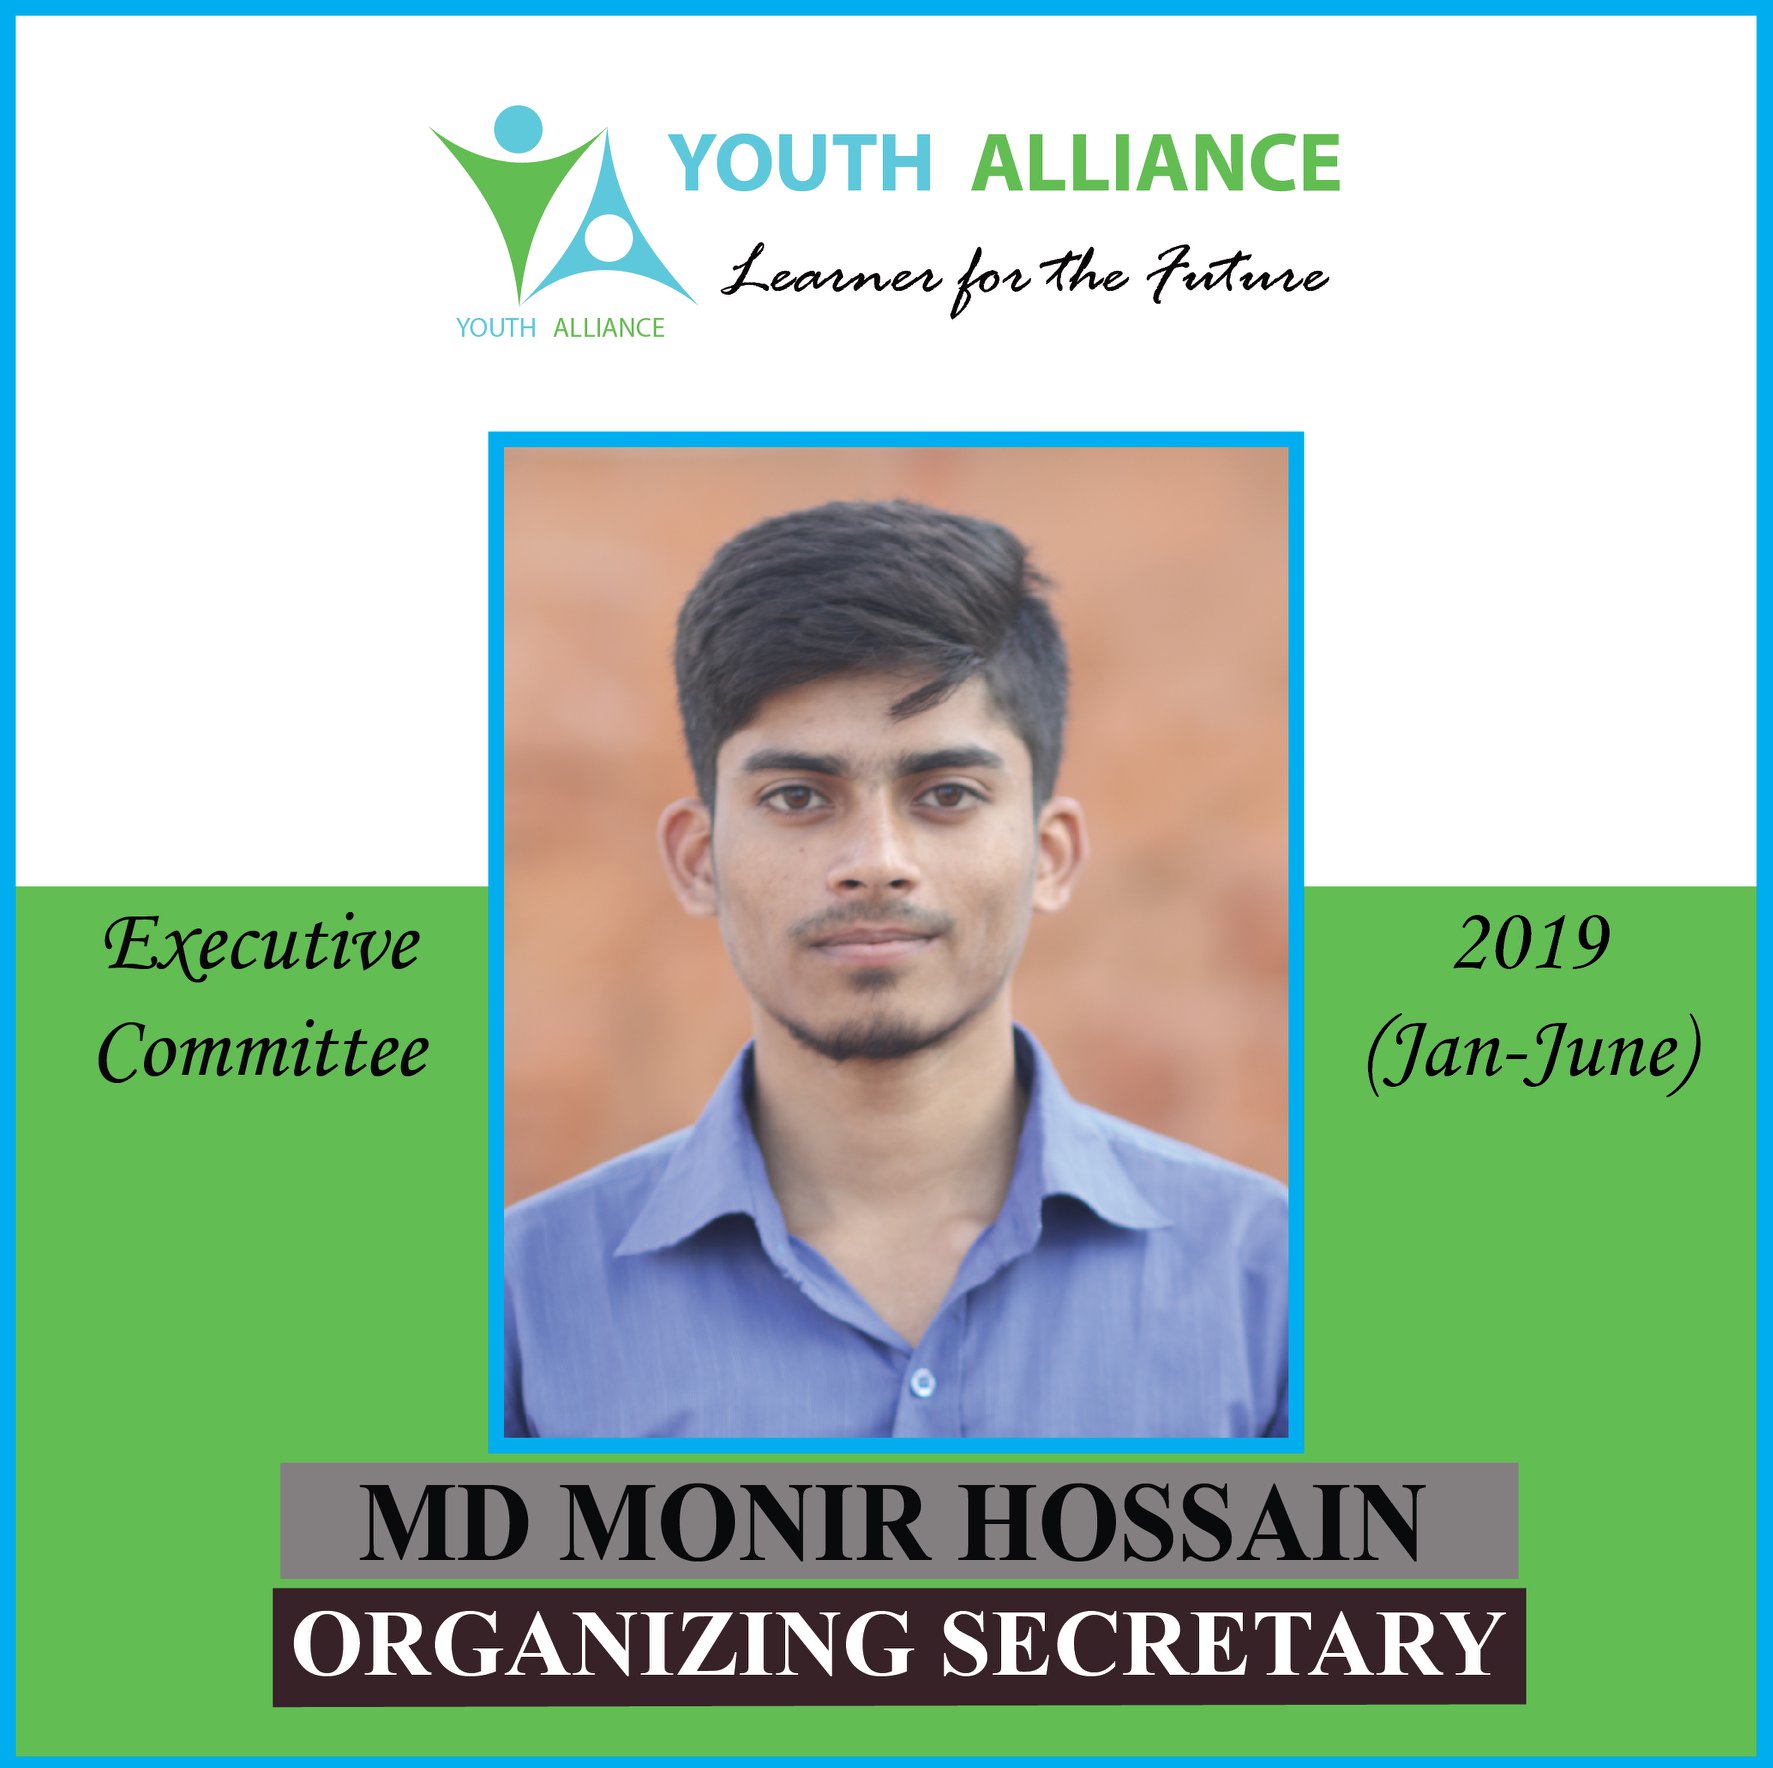 YOUTH ALLIANCE
Learner for the Future
YOUTH ALLIANCE
Executive
Committee
2019
(Jan-June)
MD MONIR HOSSAIN
ORGANIZING SECRETARY